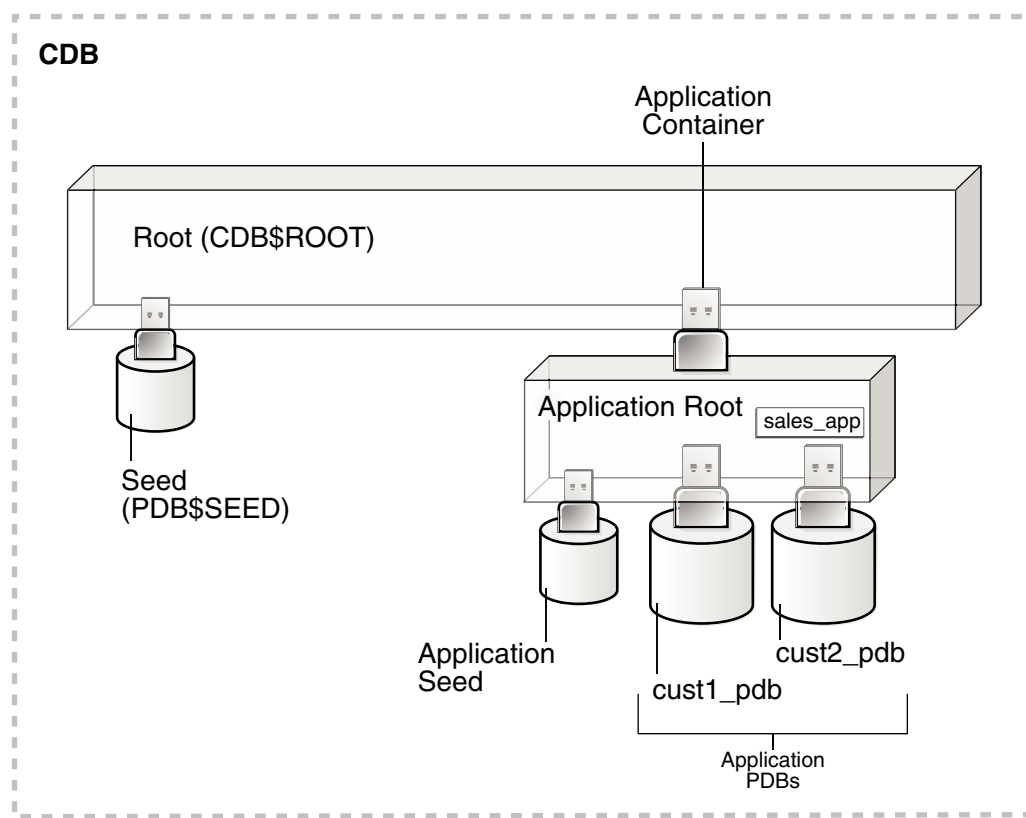 CDB
Application
Container
Root (CDB$ROOT)
Application Root
sales_app
Seed
(PDB$SEED)
Application
Seed
cust1_pdb
cust2_pdb
Application
PDBs